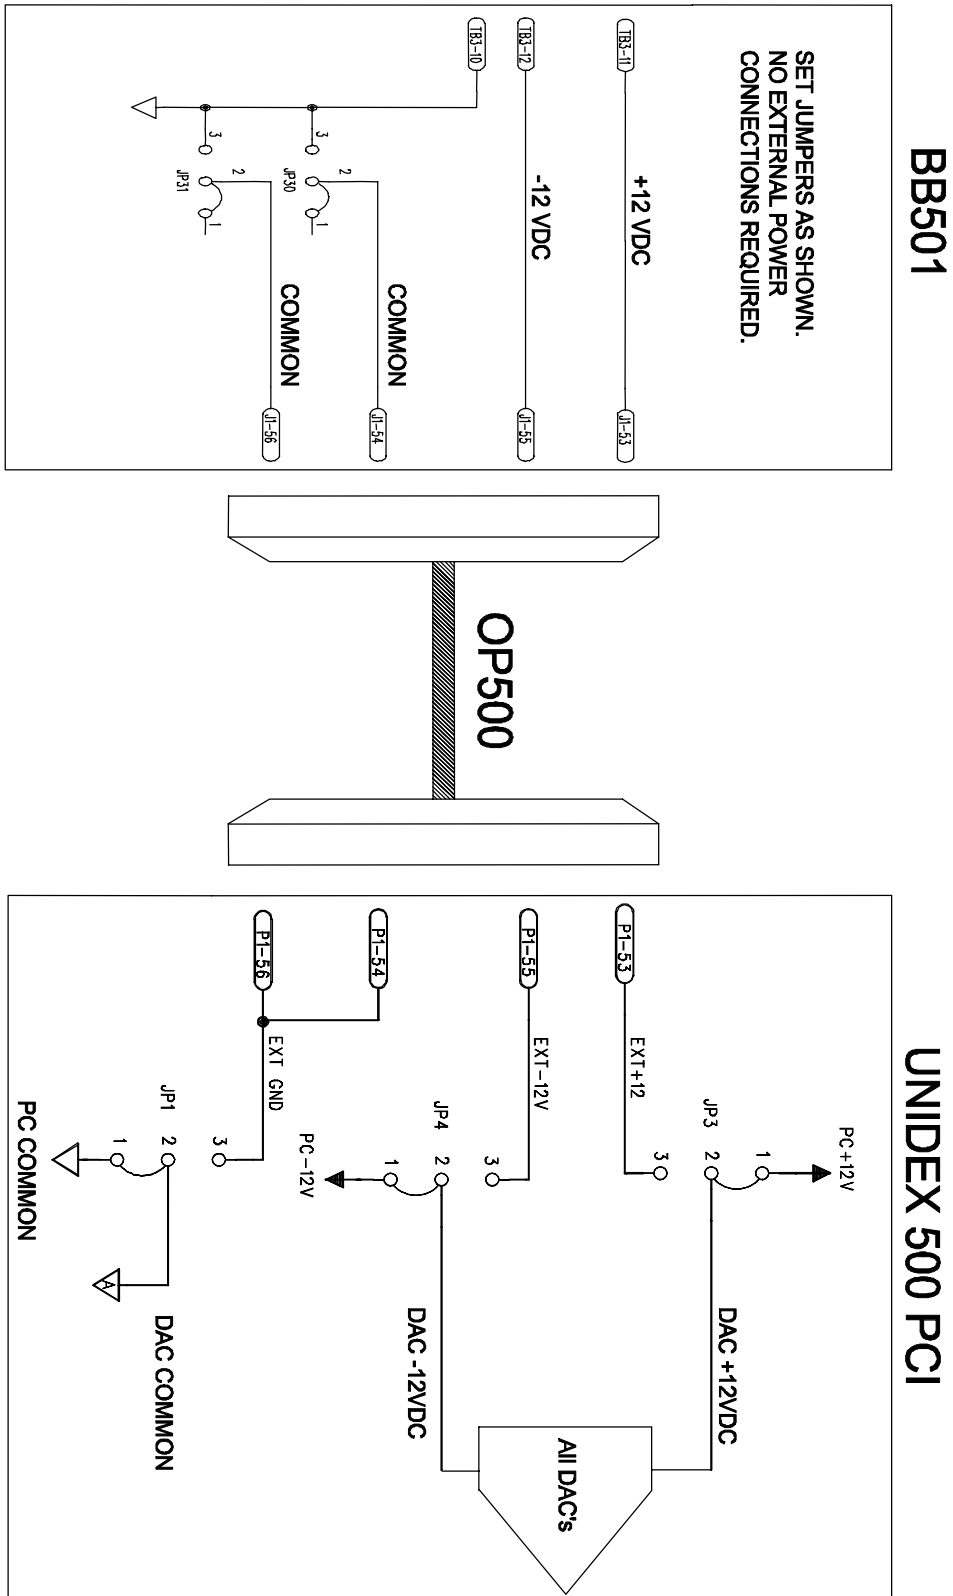 BB501
SET JUMPERS AS SHOWN.
NO EXTERNAL POWER
CONNECTIONS REQUIRED.
TB3-11
+12 VDC
J1-53
TB3-12
-12 VDC
J1-55
TB3-10
3
2
JP30
1
COMMON
J1-54
3
2
JP31
1
COMMON
J1-56
OP500
UNIDEX 500 PCI
PC+12V
P1-53
EXT+12
JP3
1
2
3
DAC +12VDC
P1-55
EXT-12V
JP4
3
2
1
PC-12V
DAC -12VDC
All DAC's
P1-54
P1-56
EXT GND
JP1
3
2
1
PC COMMON
A
DAC COMMON